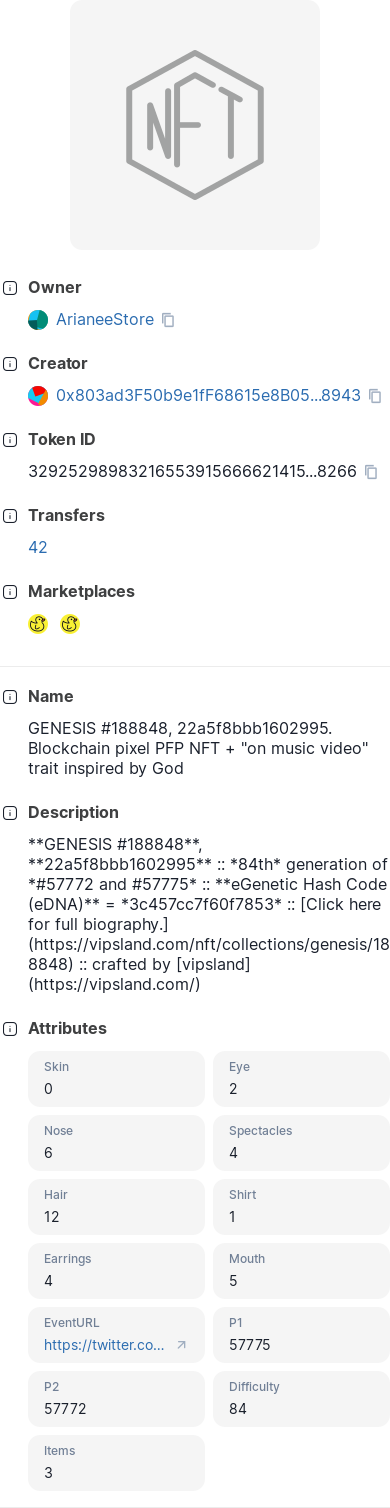 NFT
Owner
ArianeeStore
Creator
0x803ad3F50b9e1fF68615e8B05...8943
Token ID
32925298983216553915666621415...8266
Transfers
42
Marketplaces
Name
GENESIS #188848, 22a5f8bbb1602995.
Blockchain pixel PFP NFT + "on music video"
trait inspired by God
Description
**GENESIS #188848**,
**22a5f8bbb1602995** :: *84th* generation of
*#57772 and #57775* :: **eGenetic Hash Code
(eDNA)** = *3c457cc7f60f7853* :: [Click here
for full biography.]
(https://vipsland.com/nft/collections/genesis/18
8848) :: crafted by [vipsland]
(https://vipsland.com/)
Attributes
Skin
0
Eye
2
Nose
6
Spectacles
4
Hair
12
Shirt
1
Earrings
4
Mouth
5
EventURL
https://twitter.co...
P1
57775
P2
57772
Difficulty
84
Items
3